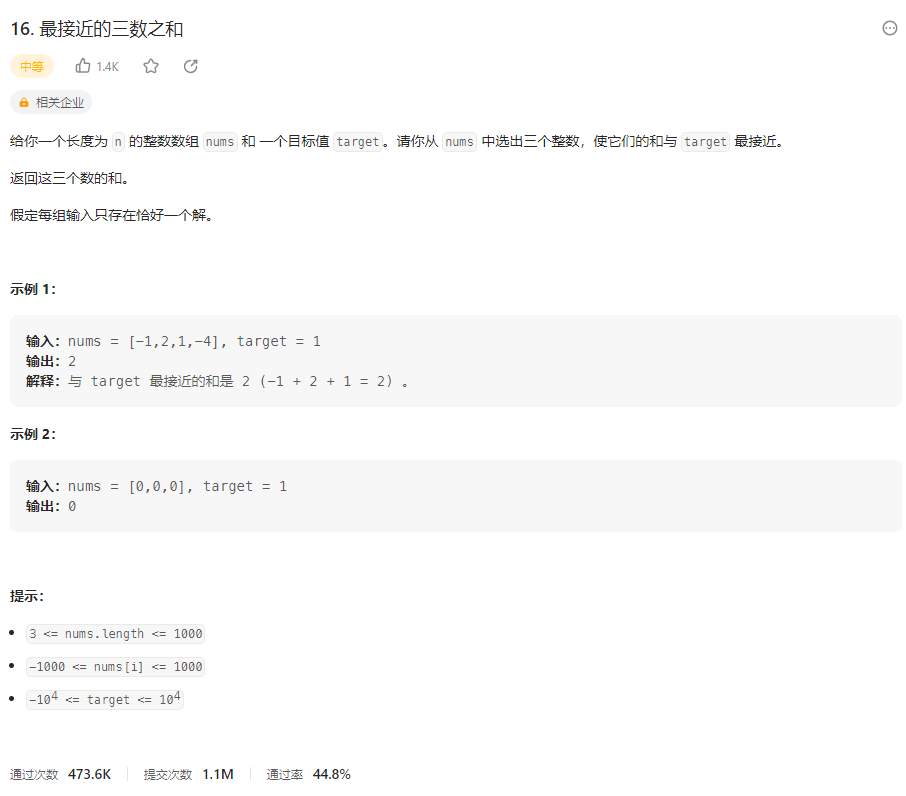 16. 最接近的三数之和
中等 1.4K
相关企业
给你一个长度为 n 的整数数组 nums 和 一个目标值 target。请你从 nums 中选出三个整数，使它们的和与 target 最接近。
返回这三个数的和。
假定每组输入只存在恰好一个解。
示例 1：
输入：nums = [-1,2,1,-4], target = 1
输出：2
解释：与 target 最接近的和是 2 (-1 + 2 + 1 = 2) 。
示例 2：
输入：nums = [0,0,0], target = 1
输出：0
提示：
3 <= nums.length <= 1000
-1000 <= nums[i] <= 1000
-10⁴ <= target <= 10⁴
通过次数 473.6K 提交次数 1.1M 通过率 44.8%